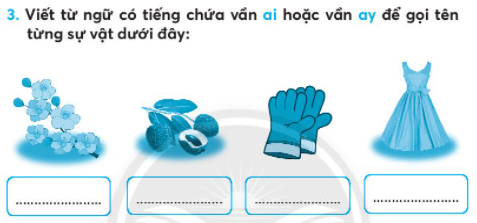 3. Viết từ ngữ có tiếng chứa vần ai hoặc vần ay để gọi tên
từng sự vật dưới đây: